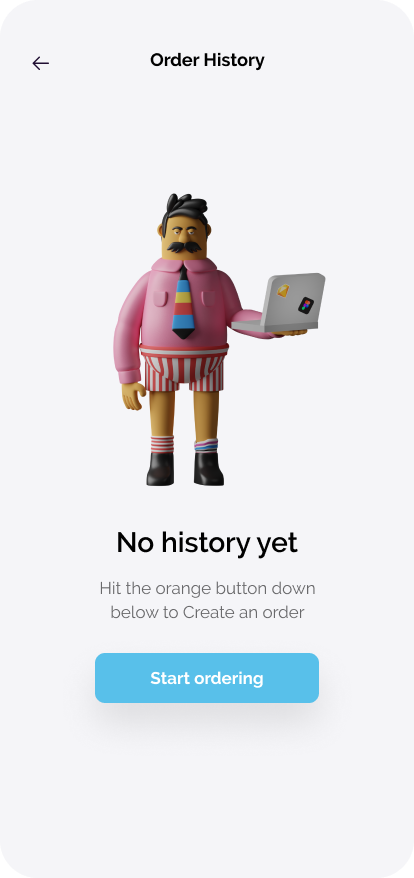 Order History
No history yet
Hit the orange button down
below to Create an order
Start ordering